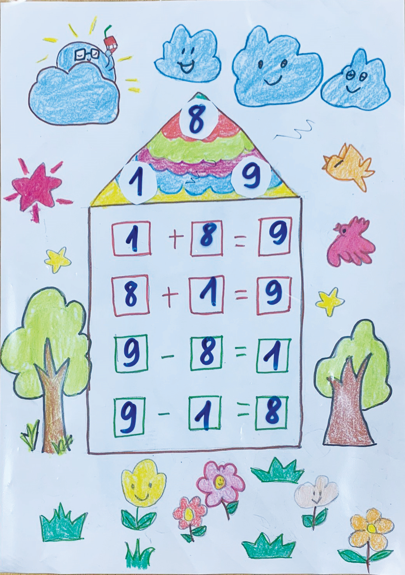 8
1 9
1 + 8 = 9
8 + 1 = 9
9 - 8 = 1
9 - 1 = 8